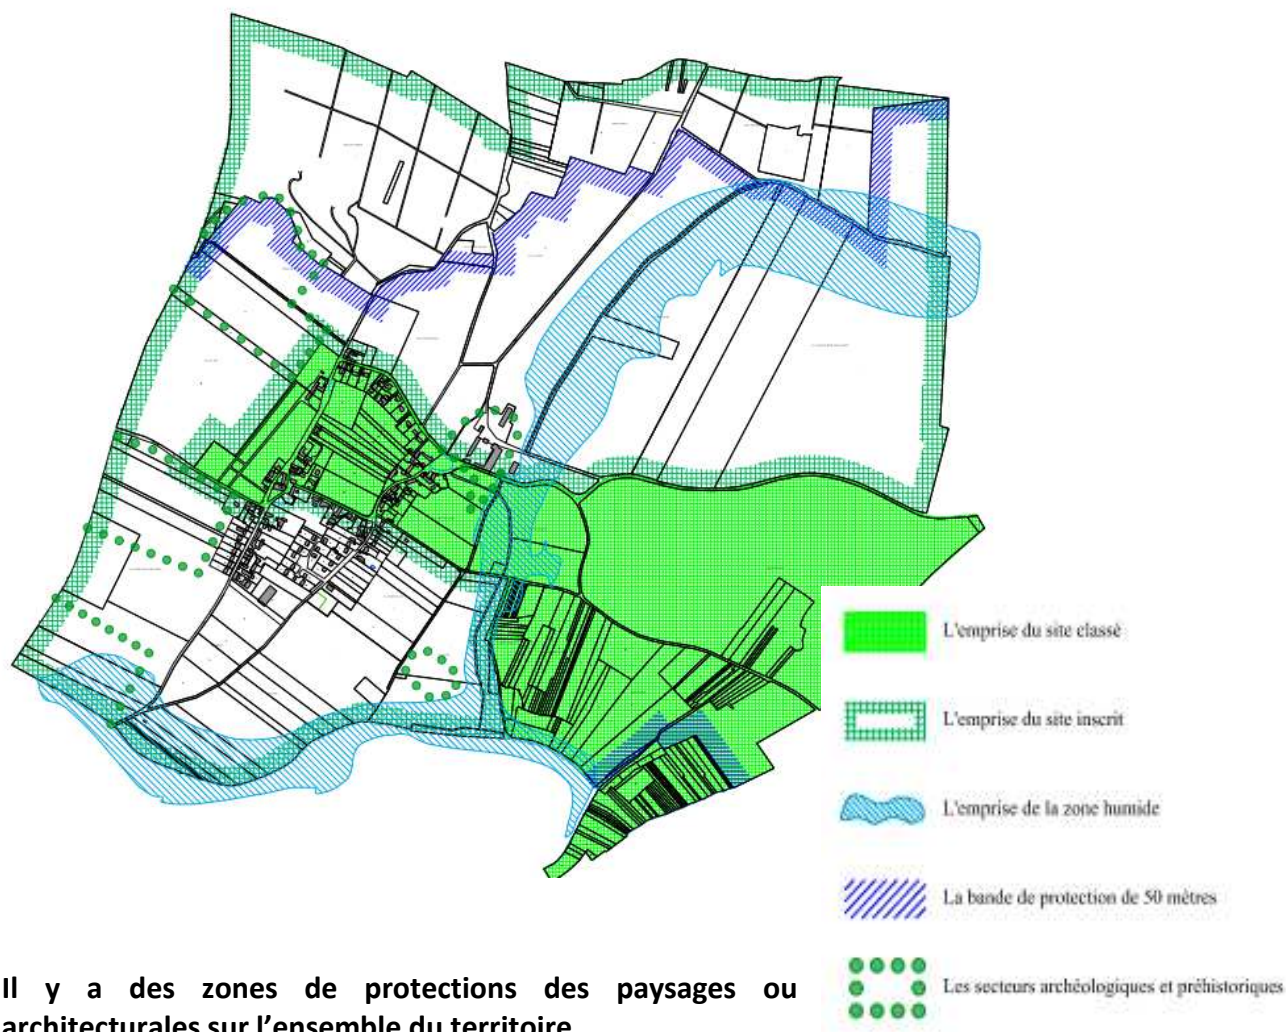 L'emprise du site classé
L'emprise du site inscrit
L'emprise de la zone humide
La bande de protection de 50 mètres
Les secteurs archéologiques et préhistoriques
Il y a des zones de protections des paysages ou
architecturales sur l'ensemble du territoire